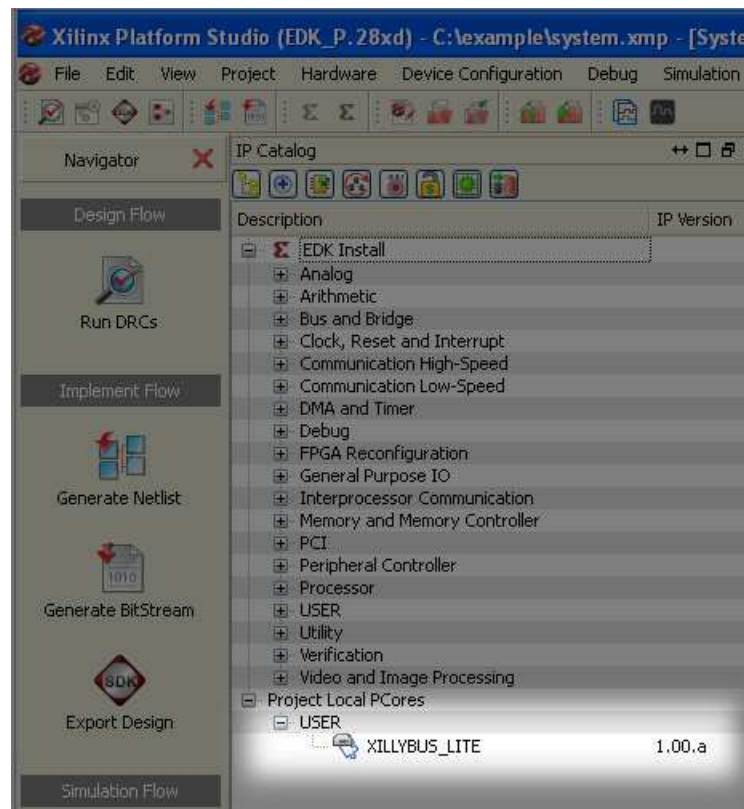 Xilinx Platform Studio (EDK_P.28xd) - C:\example\system.xmp - [Syste
File Edit View Project Hardware Device Configuration Debug Simulation
Navigator
IP Catalog
Design Flow
Run DRCs
Implement Flow
Generate Netlist
1010
Generate BitStream
SDK
Export Design
Simulation Flow
Description IP Version
EDK Install
Analog
Arithmetic
Bus and Bridge
Clock, Reset and Interrupt
Communication High-Speed
Communication Low-Speed
DMA and Timer
Debug
FPGA Reconfiguration
General Purpose IO
Interprocessor Communication
Memory and Memory Controller
PCI
Peripheral Controller
Processor
USER
Utility
Verification
Video and Image Processing
Project Local PCores
USER
XILLYBUS_LITE 1.00.a